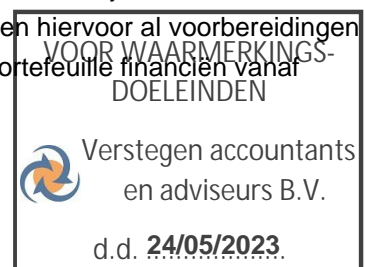 en hiervoor al voorbereidingen
VOOR WAARMERKINGS-
ortefeuille financiën vanaf
DOELEINDEN
Verstegen accountants
en adviseurs B.V.
d.d. 24/05/2023.